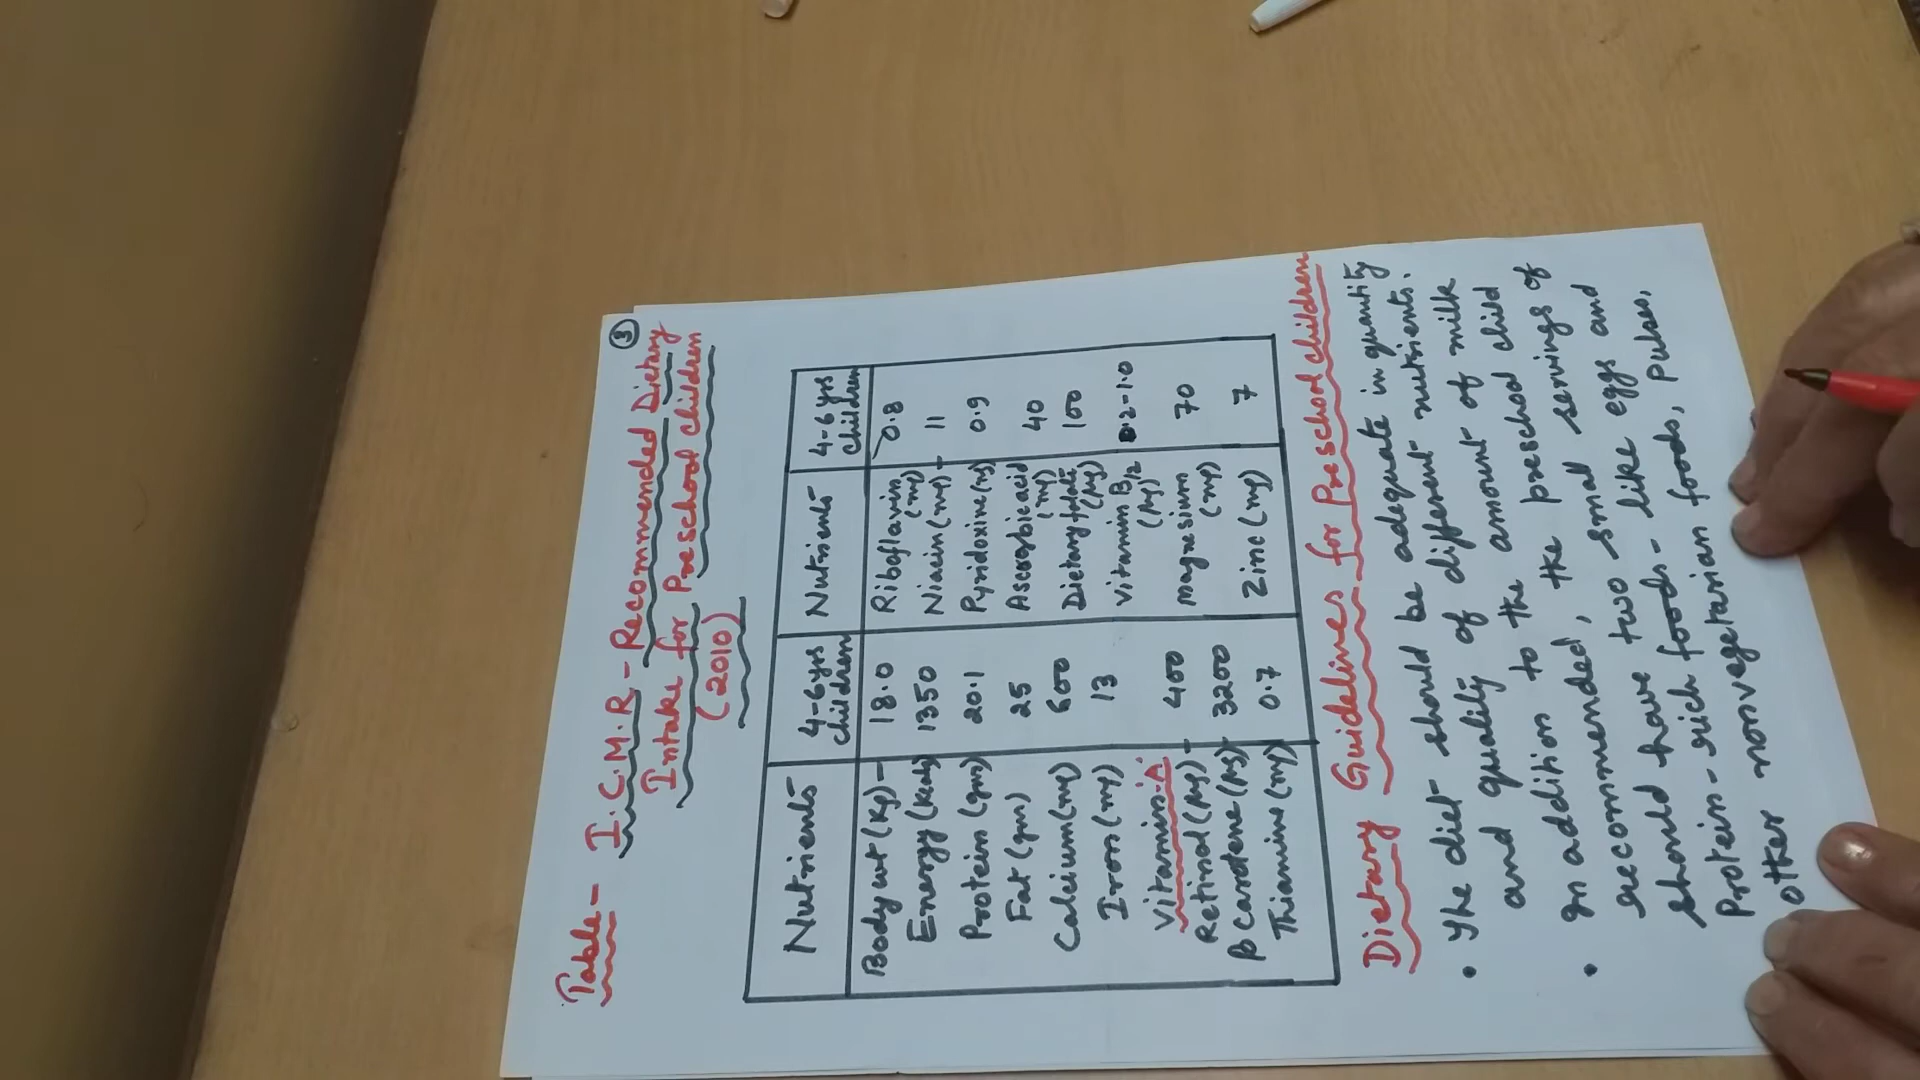 ③
Table- I.C.M.R- Recommended Dietary
Intake for Preschool children
(2010)
Nutrients 4-6yrs children Nutrients 4-6yrs children
Body wt (Kg)- 18.0 Riboflavin (mg) 0.8
Energy (Kcal) 1350 Niacin (mg) 11
Protein (gm) 20.1 Pyridoxine (mg) 0.9
Fat (gm) 25 Ascorbic acid (mg) 40
Calcium (mg) 600 Dietary folate (μg) 100
Iron (mg) 13 Vitamin B12 (μg) 0.2-1.0
Vitamin-A
Retinol (μg)- 400 Magnesium (mg) 70
β Carotene (μg) 3200 Zinc (mg) 7
Thiamine (mg) 0.7
Dietary Guidelines for Preschool children
• The diet should be adequate in quantity
and quality of different nutrients.
• In addition to the amount of milk
recommended, the preschool child
should have two small servings of
Protein-rich foods- like eggs and
other nonvegetarian foods, Pulses,